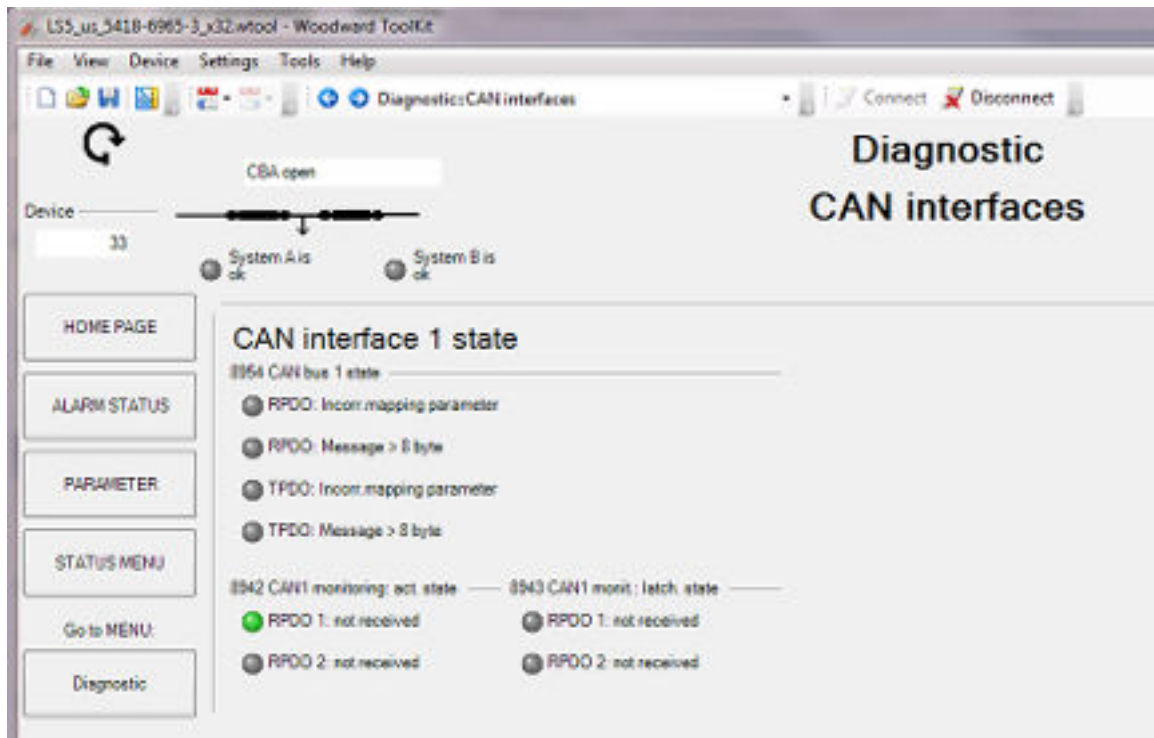 LS5_us_5418-6965-3_x32.wtool - Woodward ToolKit
File View Device Settings Tools Help
Diagnostic: CAN interfaces Connect Disconnect
Diagnostic
CAN interfaces
CBA open
Device
33
System A is ok
System B is ok
HOME PAGE
ALARM STATUS
PARAMETER
STATUS MENU
Go to MENU:
Diagnostic
CAN interface 1 state
8954 CAN bus 1 state
RPDO: Incorr.mapping parameter
RPDO: Message > 8 byte
TPDO: Incorr.mapping parameter
TPDO: Message > 8 byte
8942 CAN1 monitoring: act. state
RPDO 1: not received
RPDO 2: not received
8943 CAN1 monit.: latch. state
RPDO 1: not received
RPDO 2: not received